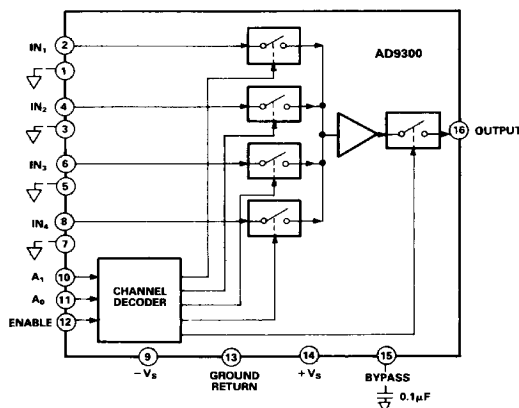 AD9300
IN₁ 2
1
IN₂ 4
3
IN₃ 6
5
IN₄ 8
7
A₁ 10
A₀ 11
ENABLE 12
CHANNEL
DECODER
16 OUTPUT
9
−Vₛ
13
GROUND
RETURN
14
+Vₛ
15
BYPASS
0.1μF